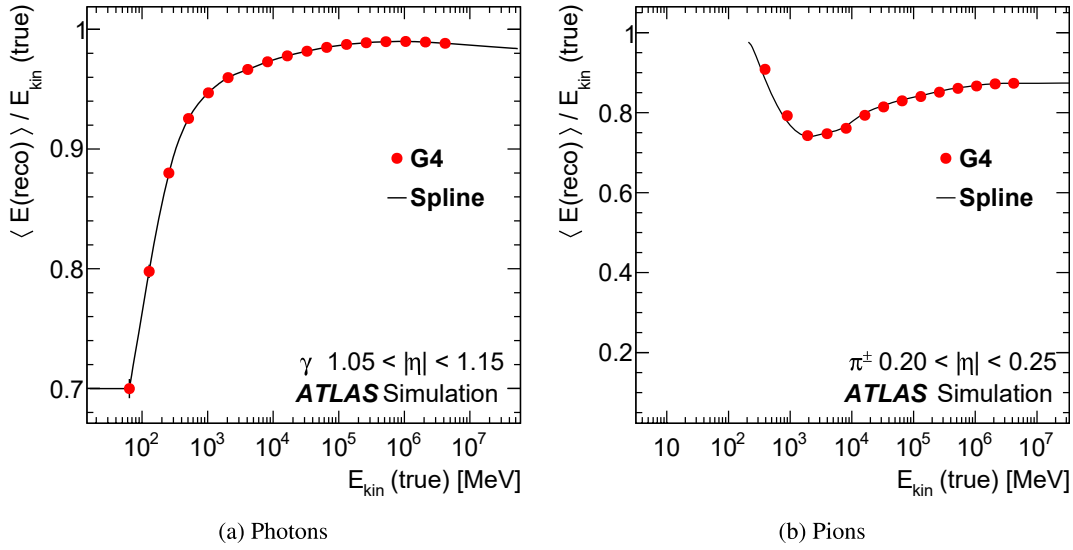 ⟨ E(reco) ⟩ / E_kin (true)
1
0.9
0.8
0.7
G4
Spline
γ 1.05 < |η| < 1.15
ATLAS Simulation
10^2 10^3 10^4 10^5 10^6 10^7
E_kin (true) [MeV]
(a) Photons
⟨ E(reco) ⟩ / E_kin (true)
1
0.8
0.6
0.4
0.2
G4
Spline
π± 0.20 < |η| < 0.25
ATLAS Simulation
10 10^2 10^3 10^4 10^5 10^6 10^7
E_kin (true) [MeV]
(b) Pions